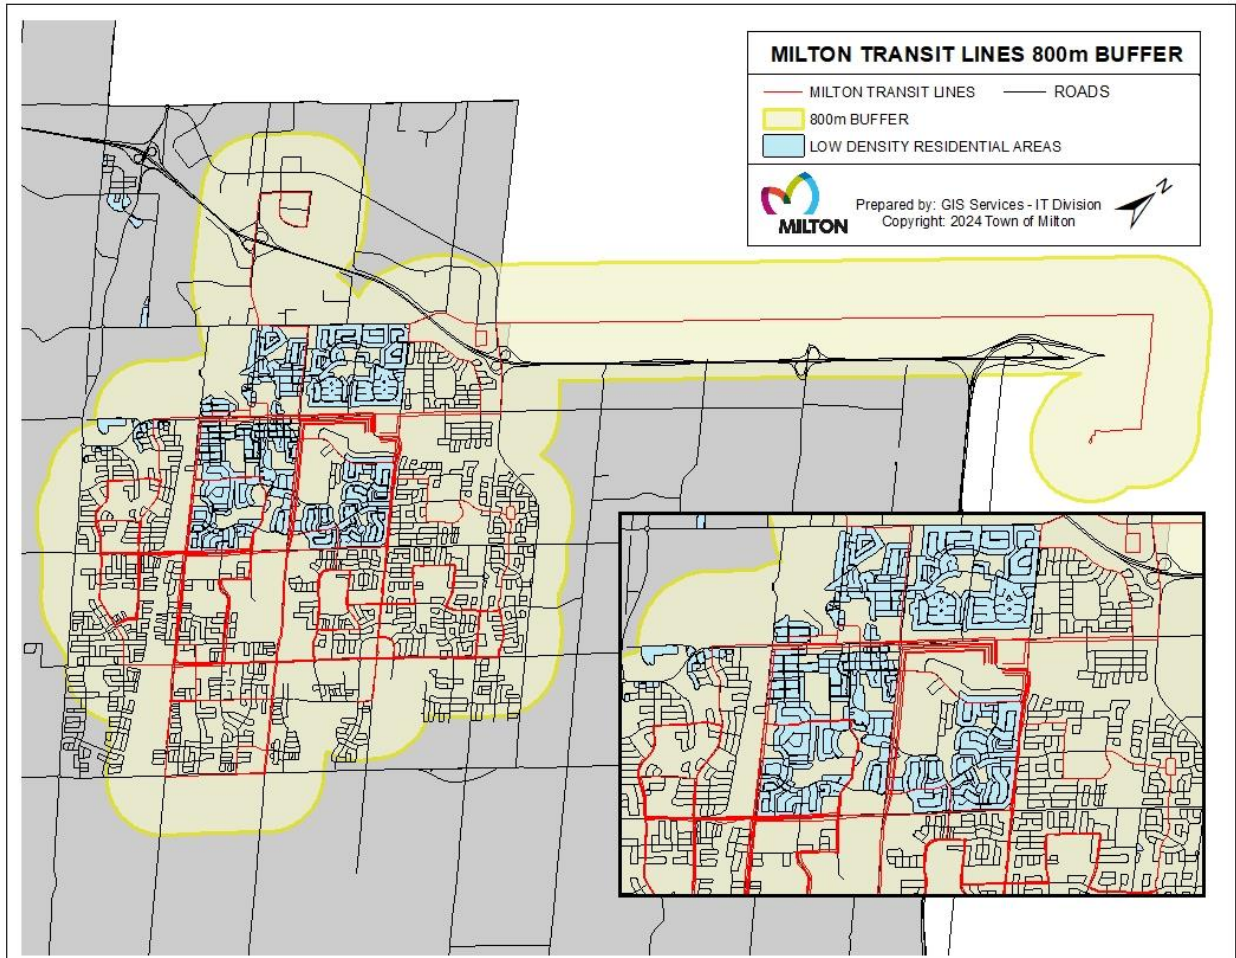 MILTON TRANSIT LINES 800m BUFFER
MILTON TRANSIT LINES
ROADS
800m BUFFER
LOW DENSITY RESIDENTIAL AREAS
MILTON
Prepared by: GIS Services - IT Division
Copyright: 2024 Town of Milton
N